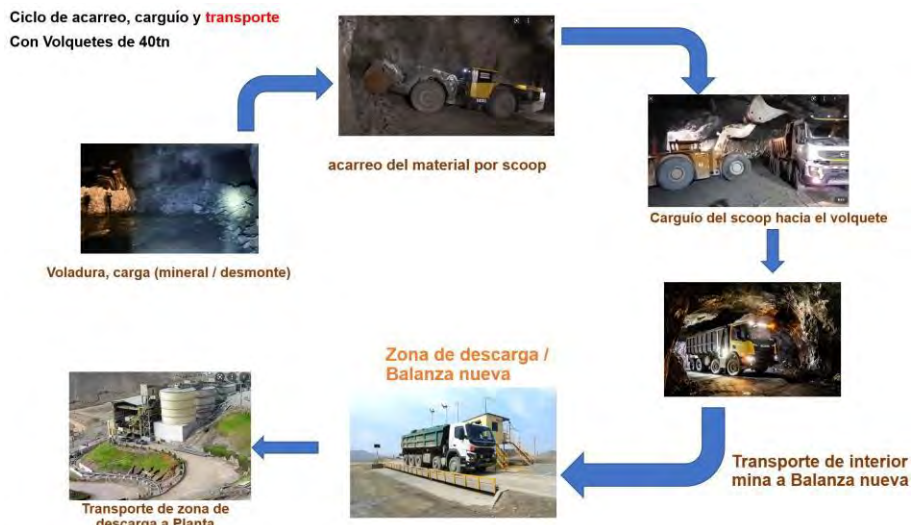 Ciclo de acarreo, carguío y transporte
Con Volquetes de 40tn
acarreo del material por scoop
Carguío del scoop hacia el volquete
Voladura, carga (mineral / desmonte)
Zona de descarga /
Balanza nueva
Transporte de interior
mina a Balanza nueva
Transporte de zona de
descarga a Planta